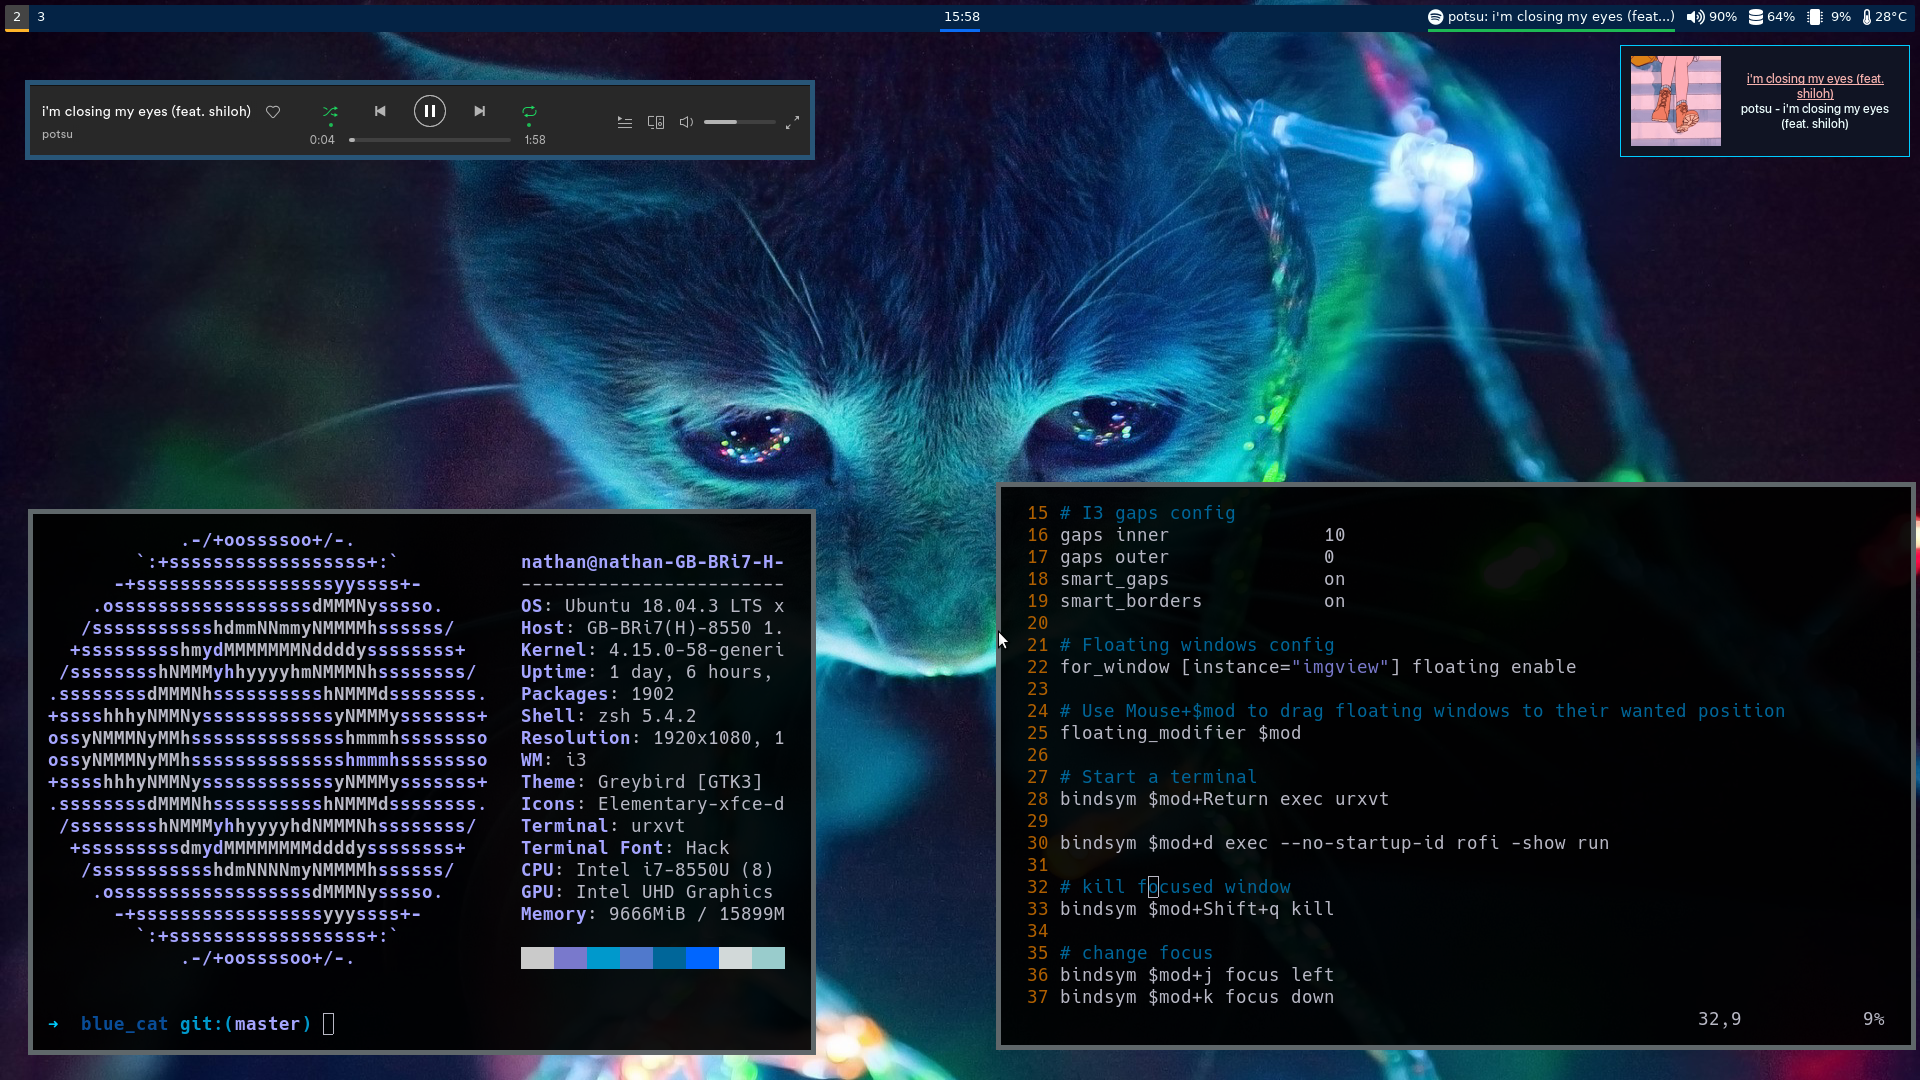 2 3 15:58 potsu: i'm closing my eyes (feat...) 90% 64% 9% 28°C
i'm closing my eyes (feat. shiloh)
potsu
0:04 1:58
i'm closing my eyes (feat.
shiloh)
potsu - i'm closing my eyes
(feat. shiloh)
.-/+oossssoo+/-.
`:+ssssssssssssssssss+:`
-+ssssssssssssssssssyyssss+-
.ossssssssssssssssssdMMMNysssso.
/ssssssssssshdmmNNmmyNMMMMhssssss/
+ssssssssshmydMMMMMMMNddddyssssssss+
/sssssssshNMMMyhhyyyyhmNMMMNhssssssss/
.ssssssssdMMMNhsssssssssshNMMMdssssssss.
+sssshhhyNMMNyssssssssssssyNMMMysssssss+
ossyNMMMNyMMhsssssssssssssshmmmhssssssso
ossyNMMMNyMMhsssssssssssssshmmmhssssssso
+sssshhhyNMMNyssssssssssssyNMMMysssssss+
.ssssssssdMMMNhsssssssssshNMMMdssssssss.
/sssssssshNMMMyhhyyyyhdNMMMNhssssssss/
+sssssssssdmydMMMMMMMMddddyssssssss+
/ssssssssssshdmNNNNmyNMMMMhssssss/
.ossssssssssssssssssdMMMNysssso.
-+sssssssssssssssssyyyssss+-
`:+ssssssssssssssssss+:`
.-/+oossssoo+/-.
nathan@nathan-GB-BRi7-H-
------------------------
OS: Ubuntu 18.04.3 LTS x
Host: GB-BRi7(H)-8550 1.
Kernel: 4.15.0-58-generi
Uptime: 1 day, 6 hours,
Packages: 1902
Shell: zsh 5.4.2
Resolution: 1920x1080, 1
WM: i3
Theme: Greybird [GTK3]
Icons: Elementary-xfce-d
Terminal: urxvt
Terminal Font: Hack
CPU: Intel i7-8550U (8)
GPU: Intel UHD Graphics
Memory: 9666MiB / 15899M
➜ blue_cat git:(master)
15 # I3 gaps config
16 gaps inner 10
17 gaps outer 0
18 smart_gaps on
19 smart_borders on
20
21 # Floating windows config
22 for_window [instance="imgview"] floating enable
23
24 # Use Mouse+$mod to drag floating windows to their wanted position
25 floating_modifier $mod
26
27 # Start a terminal
28 bindsym $mod+Return exec urxvt
29
30 bindsym $mod+d exec --no-startup-id rofi -show run
31
32 # kill focused window
33 bindsym $mod+Shift+q kill
34
35 # change focus
36 bindsym $mod+j focus left
37 bindsym $mod+k focus down
32,9 9%